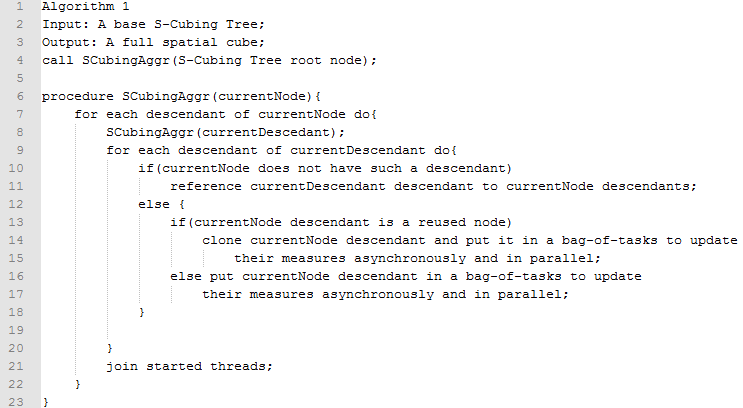 1 Algorithm 1
2 Input: A base S-Cubing Tree;
3 Output: A full spatial cube;
4 call SCubingAggr(S-Cubing Tree root node);
5
6 procedure SCubingAggr(currentNode){
7     for each descendant of currentNode do{
8         SCubingAggr(currentDescedant);
9         for each descendant of currentDescendant do{
10             if(currentNode does not have such a descendant)
11                 reference currentDescendant descendant to currentNode descendants;
12             else {
13                 if(currentNode descendant is a reused node)
14                     clone currentNode descendant and put it in a bag-of-tasks to update
15                         their measures asynchronously and in parallel;
16                 else put currentNode descendant in a bag-of-tasks to update
17                     their measures asynchronously and in parallel;
18             }
19
20         }
21         join started threads;
22     }
23 }